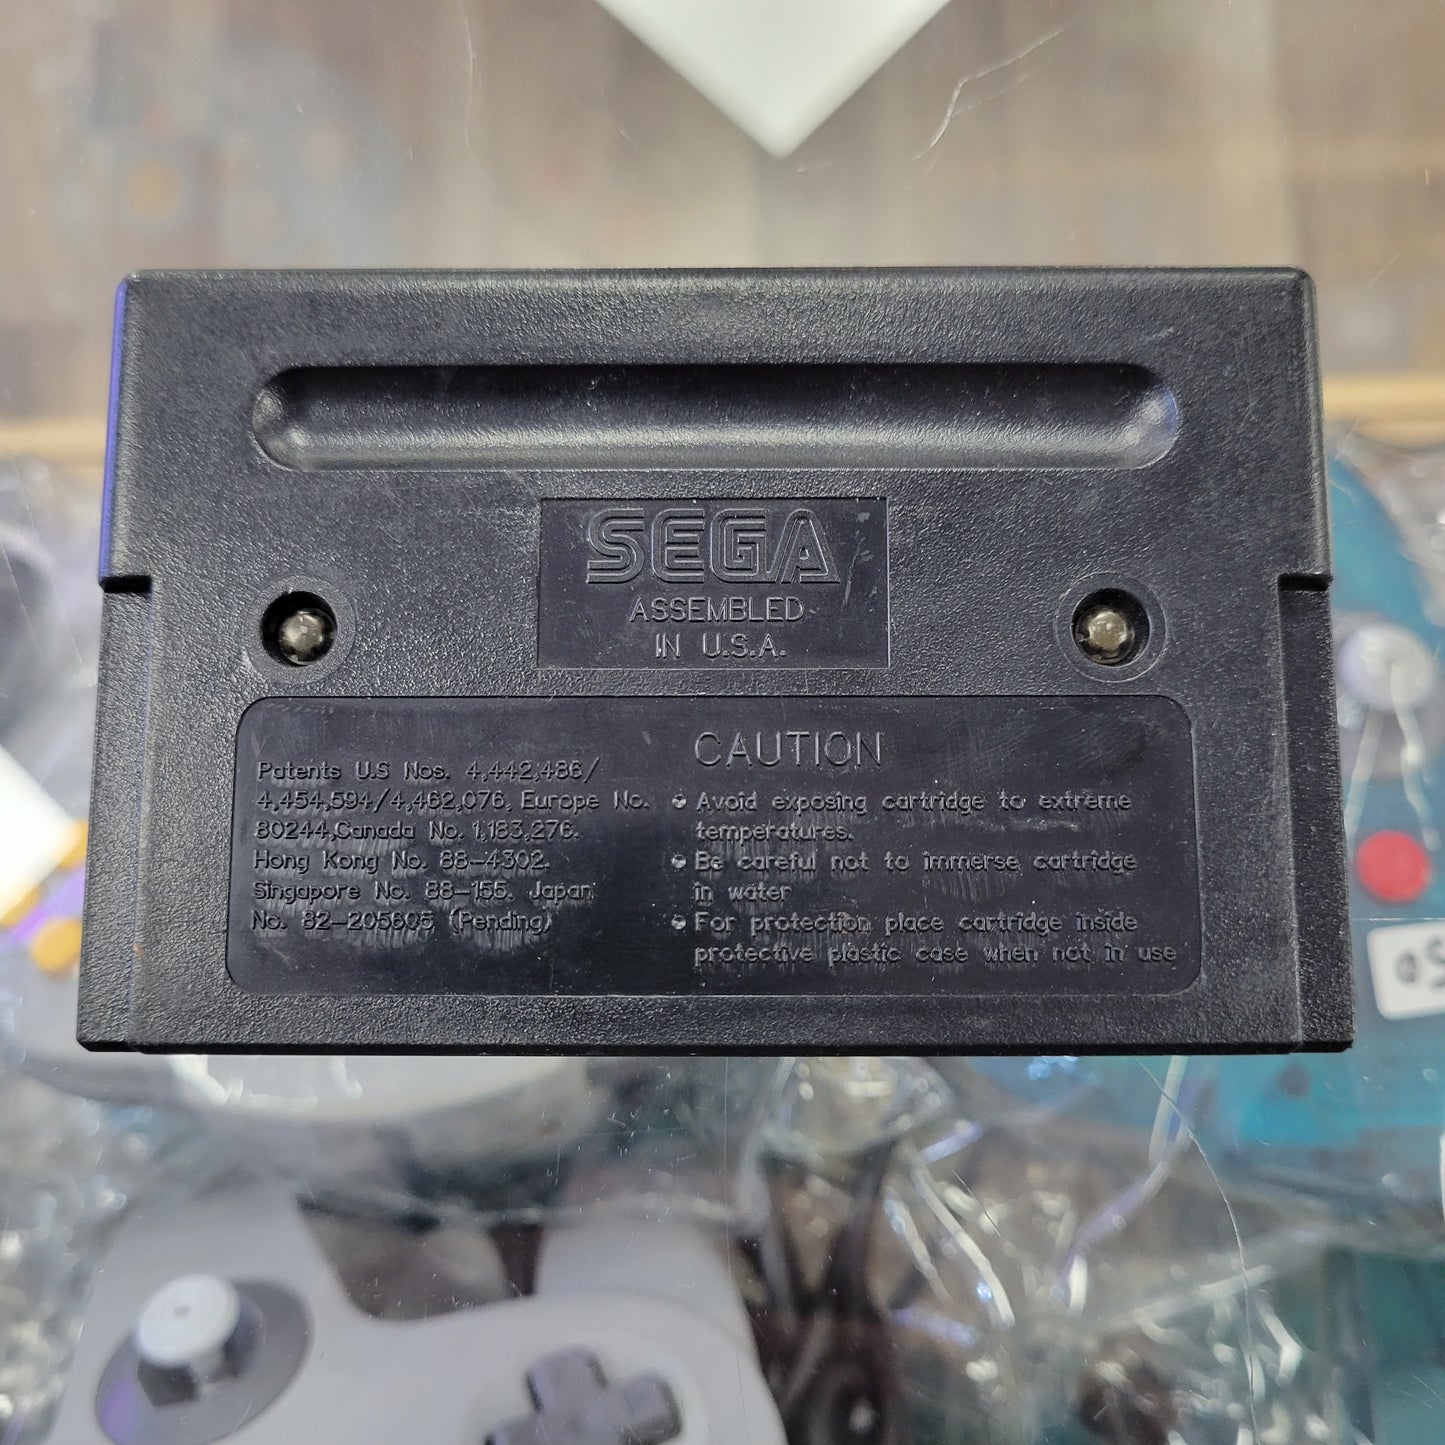 SEGA
ASSEMBLED
IN U.S.A.
Patents U.S Nos. 4,442,486/
4,454,594/4,462,076, Europe No.
80244,Canada No. 1,183,276.
Hong Kong No. 88-4302.
Singapore No. 88-155. Japan
No. 82-205605 (Pending)
CAUTION
Avoid exposing cartridge to extreme
temperatures.
Be careful not to immerse cartridge
in water
For protection place cartridge inside
protective plastic case when not in use